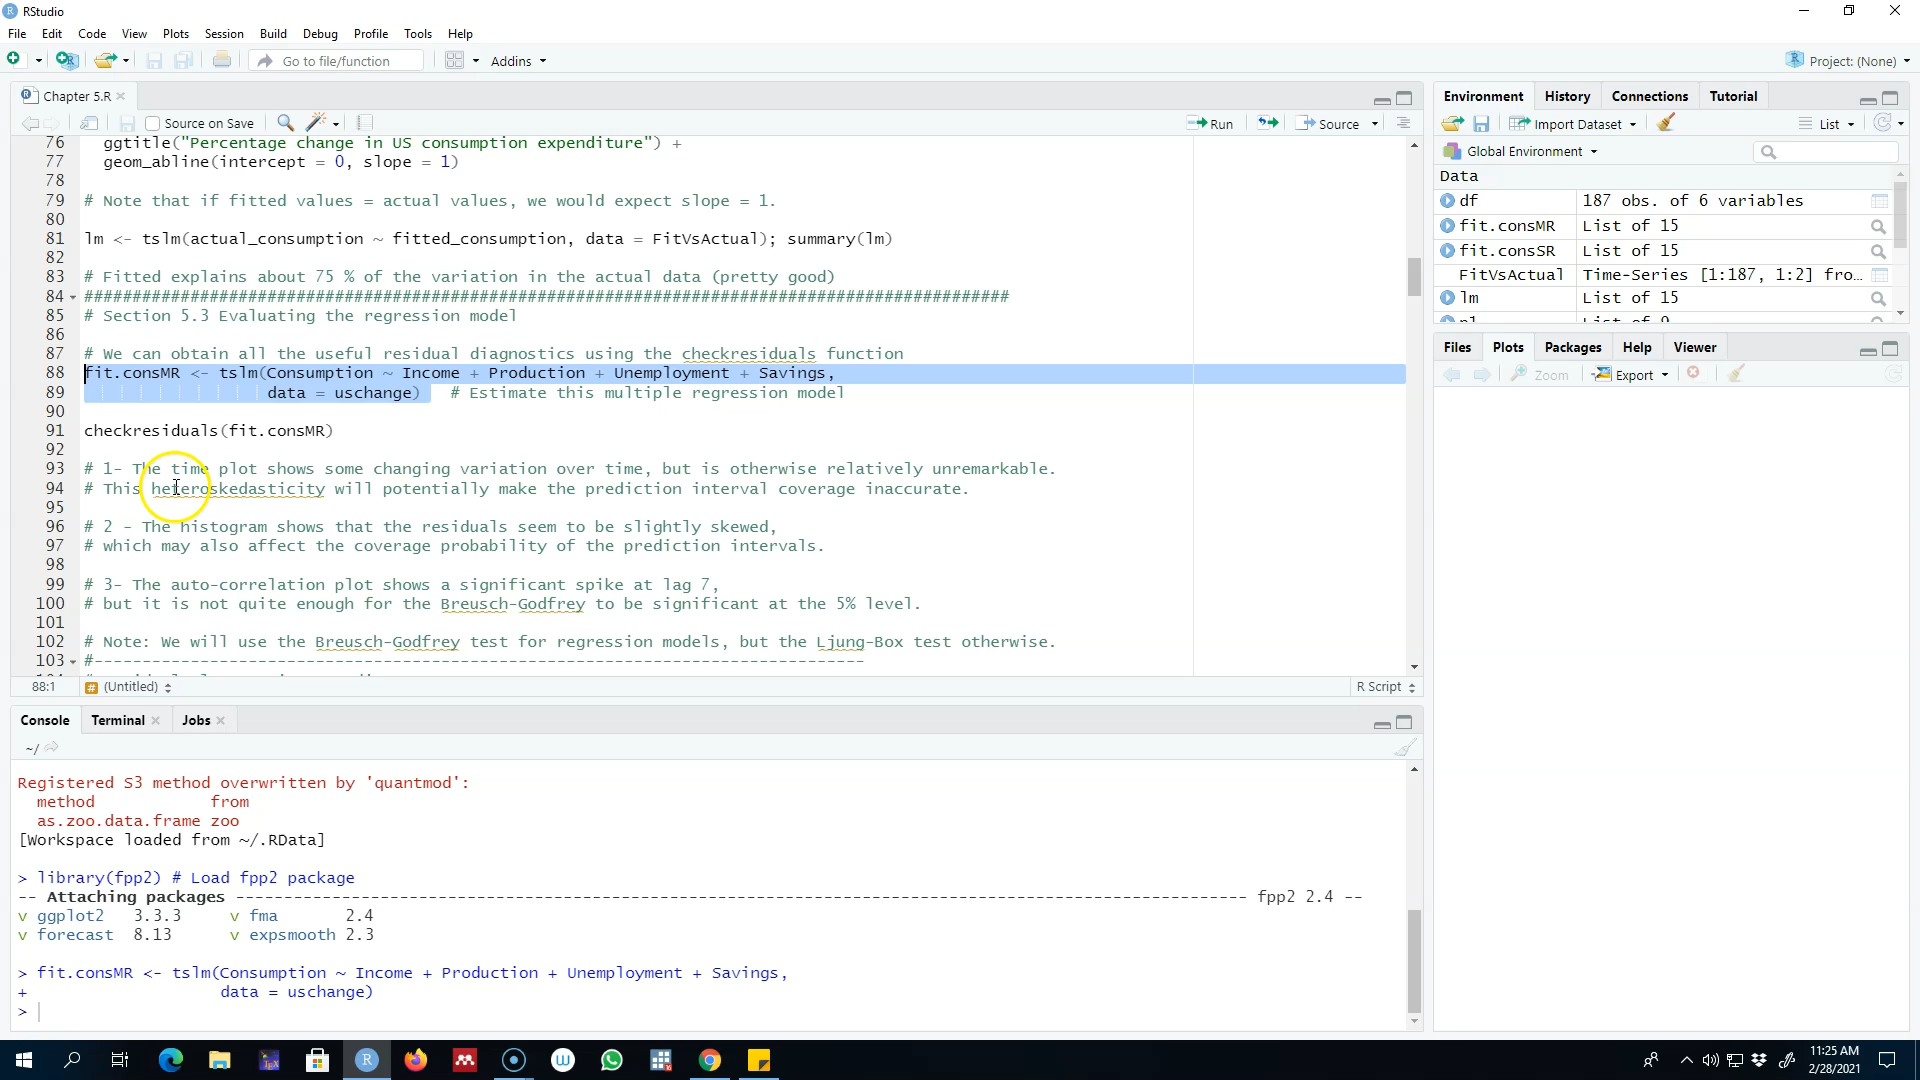 RStudio
File Edit Code View Plots Session Build Debug Profile Tools Help
Go to file/function Addins Project: (None)
Chapter 5.R
Source on Save Run Source
76 ggtitle("Percentage change in US consumption expenditure") +
77 geom_abline(intercept = 0, slope = 1)
78
79 # Note that if fitted values = actual values, we would expect slope = 1.
80
81 lm <- tslm(actual_consumption ~ fitted_consumption, data = FitVsActual); summary(lm)
82
83 # Fitted explains about 75 % of the variation in the actual data (pretty good)
84 ################################################################################################
85 # Section 5.3 Evaluating the regression model
86
87 # We can obtain all the useful residual diagnostics using the checkresiduals function
88 fit.consMR <- tslm(Consumption ~ Income + Production + Unemployment + Savings,
89 data = uschange) # Estimate this multiple regression model
90
91 checkresiduals(fit.consMR)
92
93 # 1- The time plot shows some changing variation over time, but is otherwise relatively unremarkable.
94 # This heteroskedasticity will potentially make the prediction interval coverage inaccurate.
95
96 # 2 - The histogram shows that the residuals seem to be slightly skewed,
97 # which may also affect the coverage probability of the prediction intervals.
98
99 # 3- The auto-correlation plot shows a significant spike at lag 7,
100 # but it is not quite enough for the Breusch-Godfrey to be significant at the 5% level.
101
102 # Note: We will use the Breusch-Godfrey test for regression models, but the Ljung-Box test otherwise.
103 #--------------------------------------------------------------------------------
88:1 (Untitled) R Script
Console Terminal Jobs
~/
Registered S3 method overwritten by 'quantmod':
method from
as.zoo.data.frame zoo
[Workspace loaded from ~/.RData]
> library(fpp2) # Load fpp2 package
-- Attaching packages ---------------------------------------------------------------------------------------------------------- fpp2 2.4 --
v ggplot2 3.3.3 v fma 2.4
v forecast 8.13 v expsmooth 2.3
> fit.consMR <- tslm(Consumption ~ Income + Production + Unemployment + Savings,
+ data = uschange)
>
Environment History Connections Tutorial
Import Dataset List
Global Environment
Data
df 187 obs. of 6 variables
fit.consMR List of 15
fit.consSR List of 15
FitVsActual Time-Series [1:187, 1:2] fro...
lm List of 15
Files Plots Packages Help Viewer
Zoom Export
11:25 AM
2/28/2021